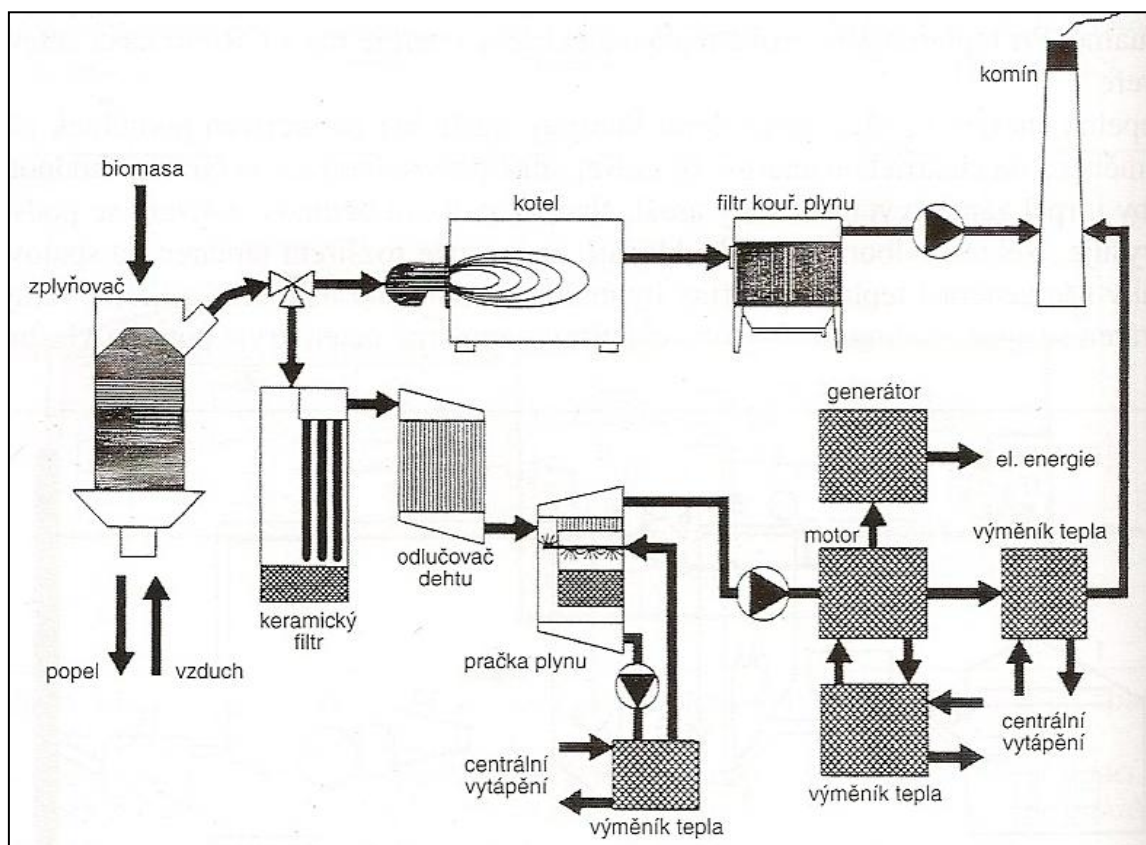 komín
biomasa
kotel
filtr kouř. plynu
zplyňovač
generátor
el. energie
odlučovač
dehtu
motor
výměník tepla
keramický
filtr
pračka plynu
popel
vzduch
centrální
vytápění
centrální
vytápění
výměník tepla
výměník tepla